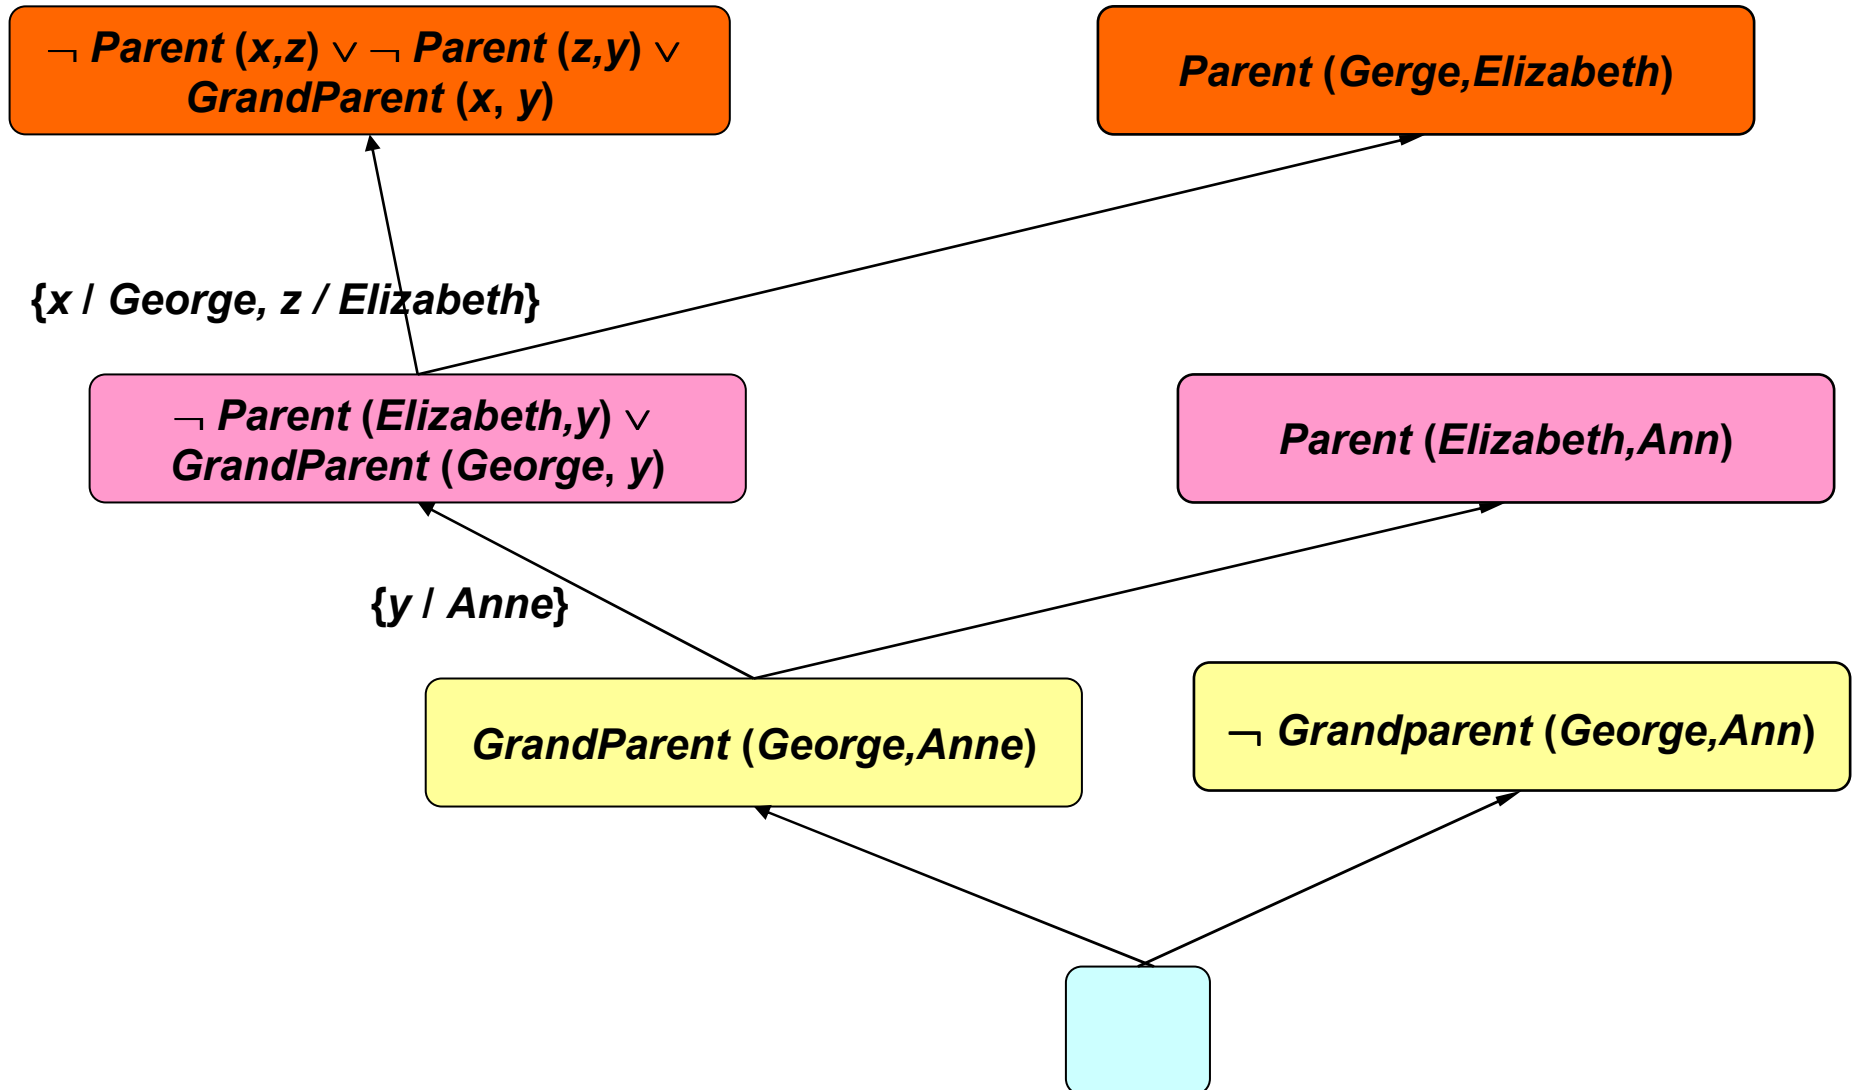 ¬ Parent (x,z) ∨ ¬ Parent (z,y) ∨
GrandParent (x, y)
Parent (Gerge,Elizabeth)
{x / George, z / Elizabeth}
¬ Parent (Elizabeth,y) ∨
GrandParent (George, y)
Parent (Elizabeth,Ann)
{y / Anne}
GrandParent (George,Anne)
¬ Grandparent (George,Ann)